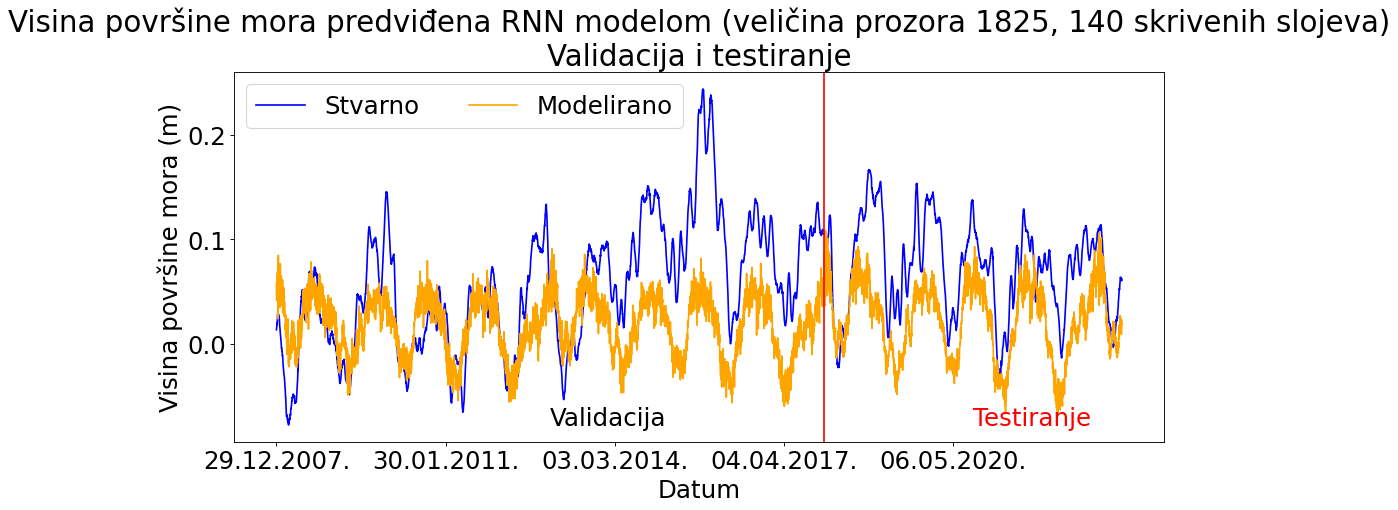 Visina površine mora predviđena RNN modelom (veličina prozora 1825, 140 skrivenih slojeva)
Validacija i testiranje
Stvarno
Modelirano
Visina površine mora (m)
0.2
0.1
0.0
Validacija
Testiranje
29.12.2007.
30.01.2011.
03.03.2014.
04.04.2017.
06.05.2020.
Datum